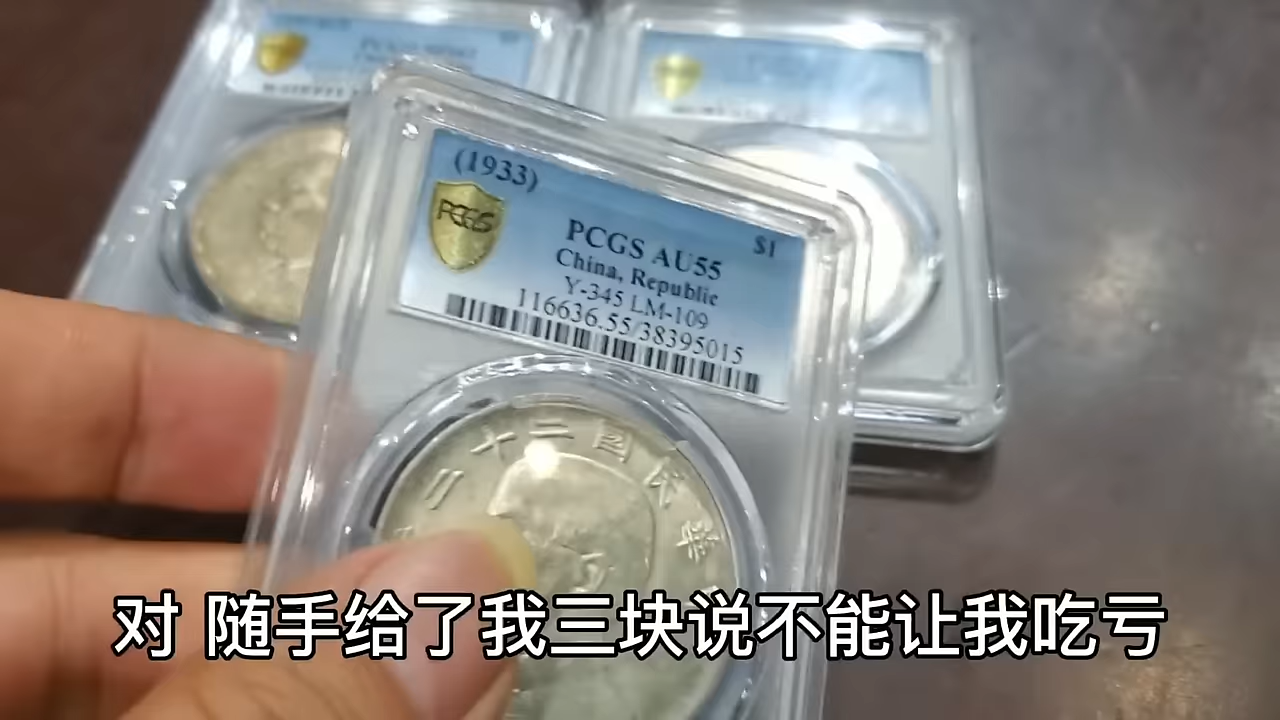 (1933)
PCGS
$1
PCGS AU55
China, Republic
Y-345 LM-109
116636.55/38395015
華民國二十二
对 随手给了我三块说不能让我吃亏